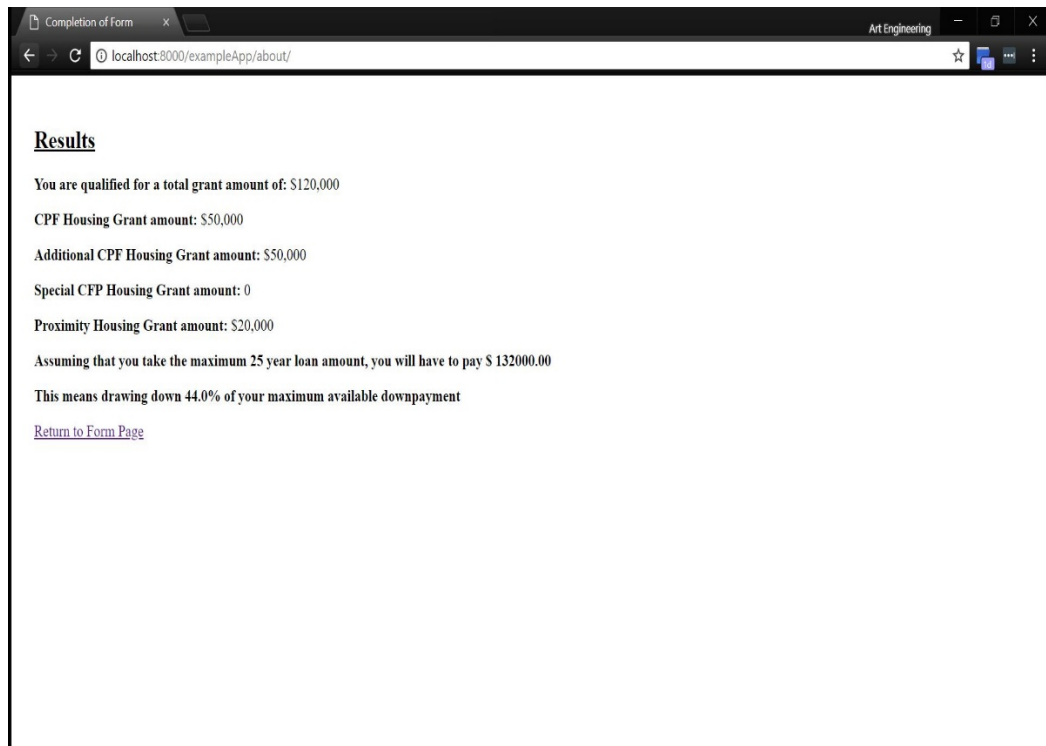 Completion of Form
Art Engineering
localhost:8000/exampleApp/about/
Results
You are qualified for a total grant amount of: $120,000
CPF Housing Grant amount: $50,000
Additional CPF Housing Grant amount: $50,000
Special CFP Housing Grant amount: 0
Proximity Housing Grant amount: $20,000
Assuming that you take the maximum 25 year loan amount, you will have to pay $ 132000.00
This means drawing down 44.0% of your maximum available downpayment
Return to Form Page